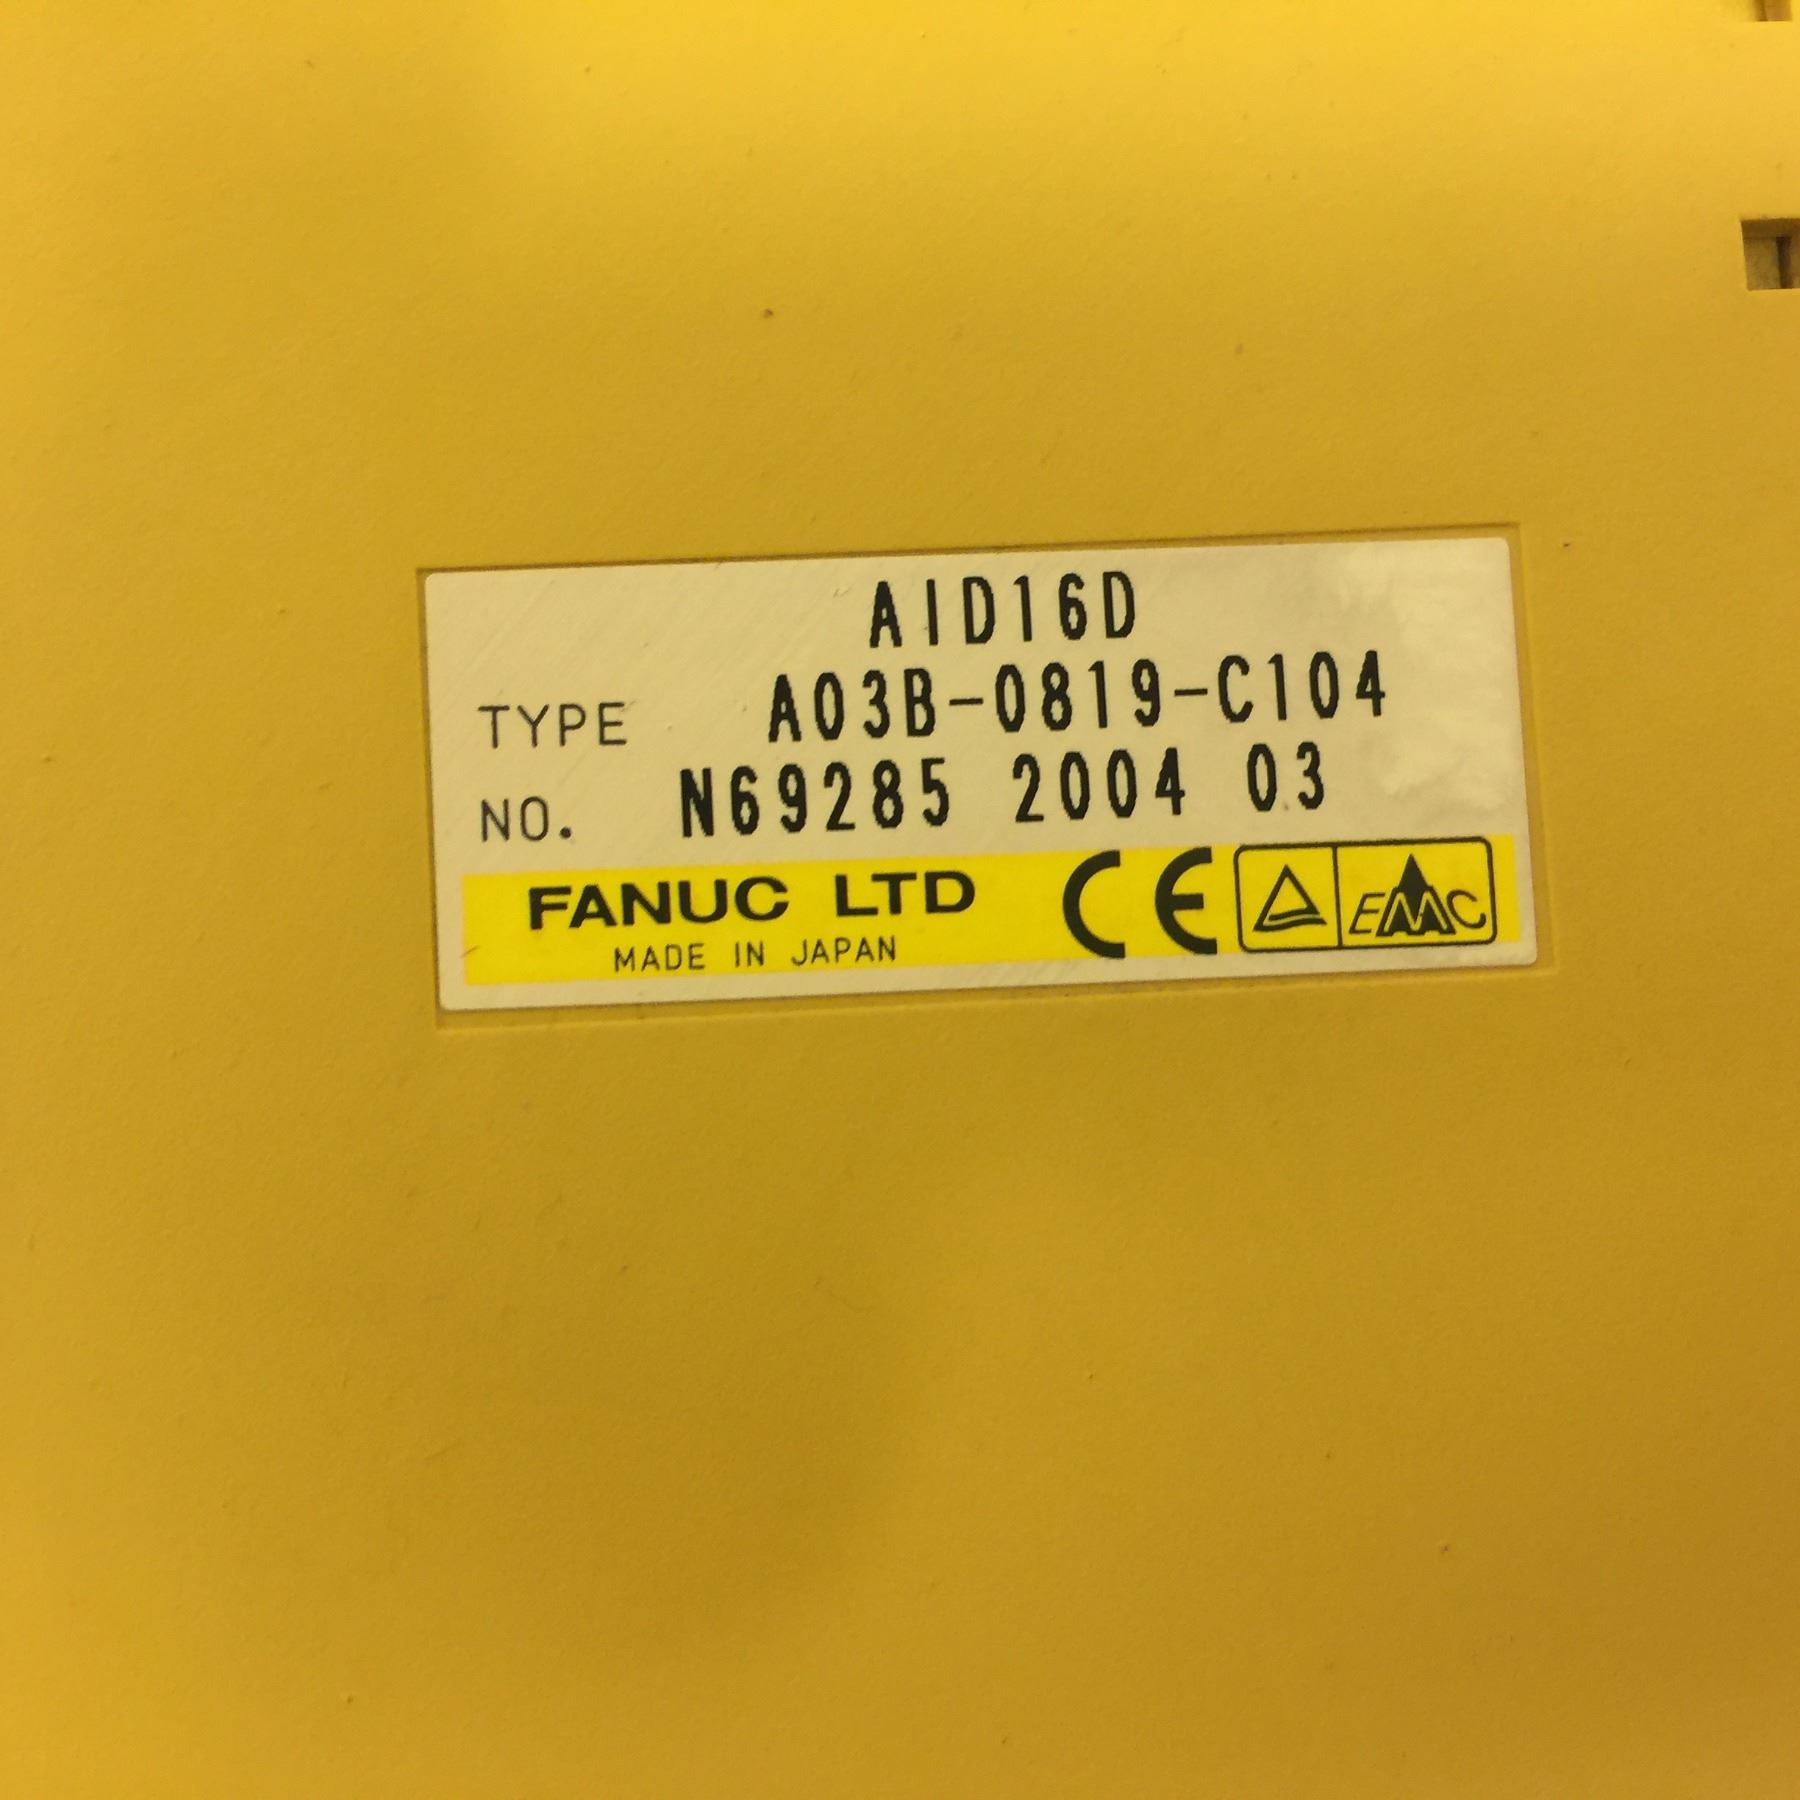 AID16D
TYPE A03B-0819-C104
NO. N69285 2004 03
FANUC LTD CE EMC
MADE IN JAPAN